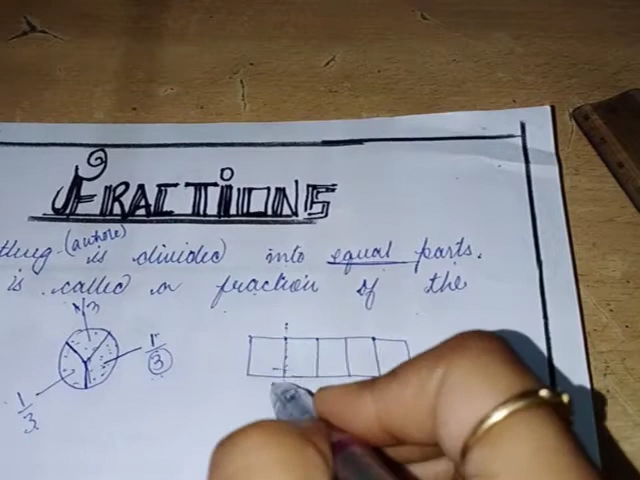 FRACTIONS
(a whole)
thing is divided into equal parts.
is called a fraction of the
1/3
1/3
1/3